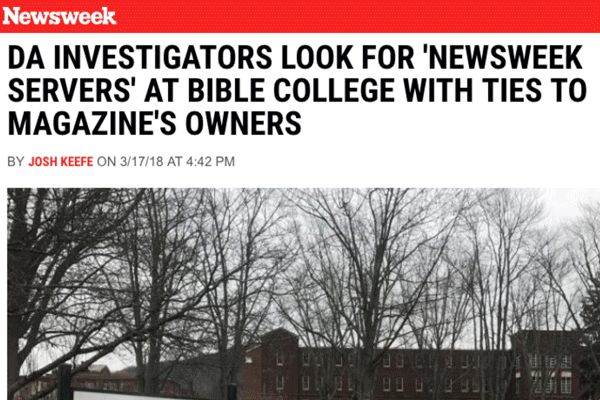 Newsweek
DA INVESTIGATORS LOOK FOR 'NEWSWEEK
SERVERS' AT BIBLE COLLEGE WITH TIES TO
MAGAZINE'S OWNERS
BY JOSH KEEFE ON 3/17/18 AT 4:42 PM